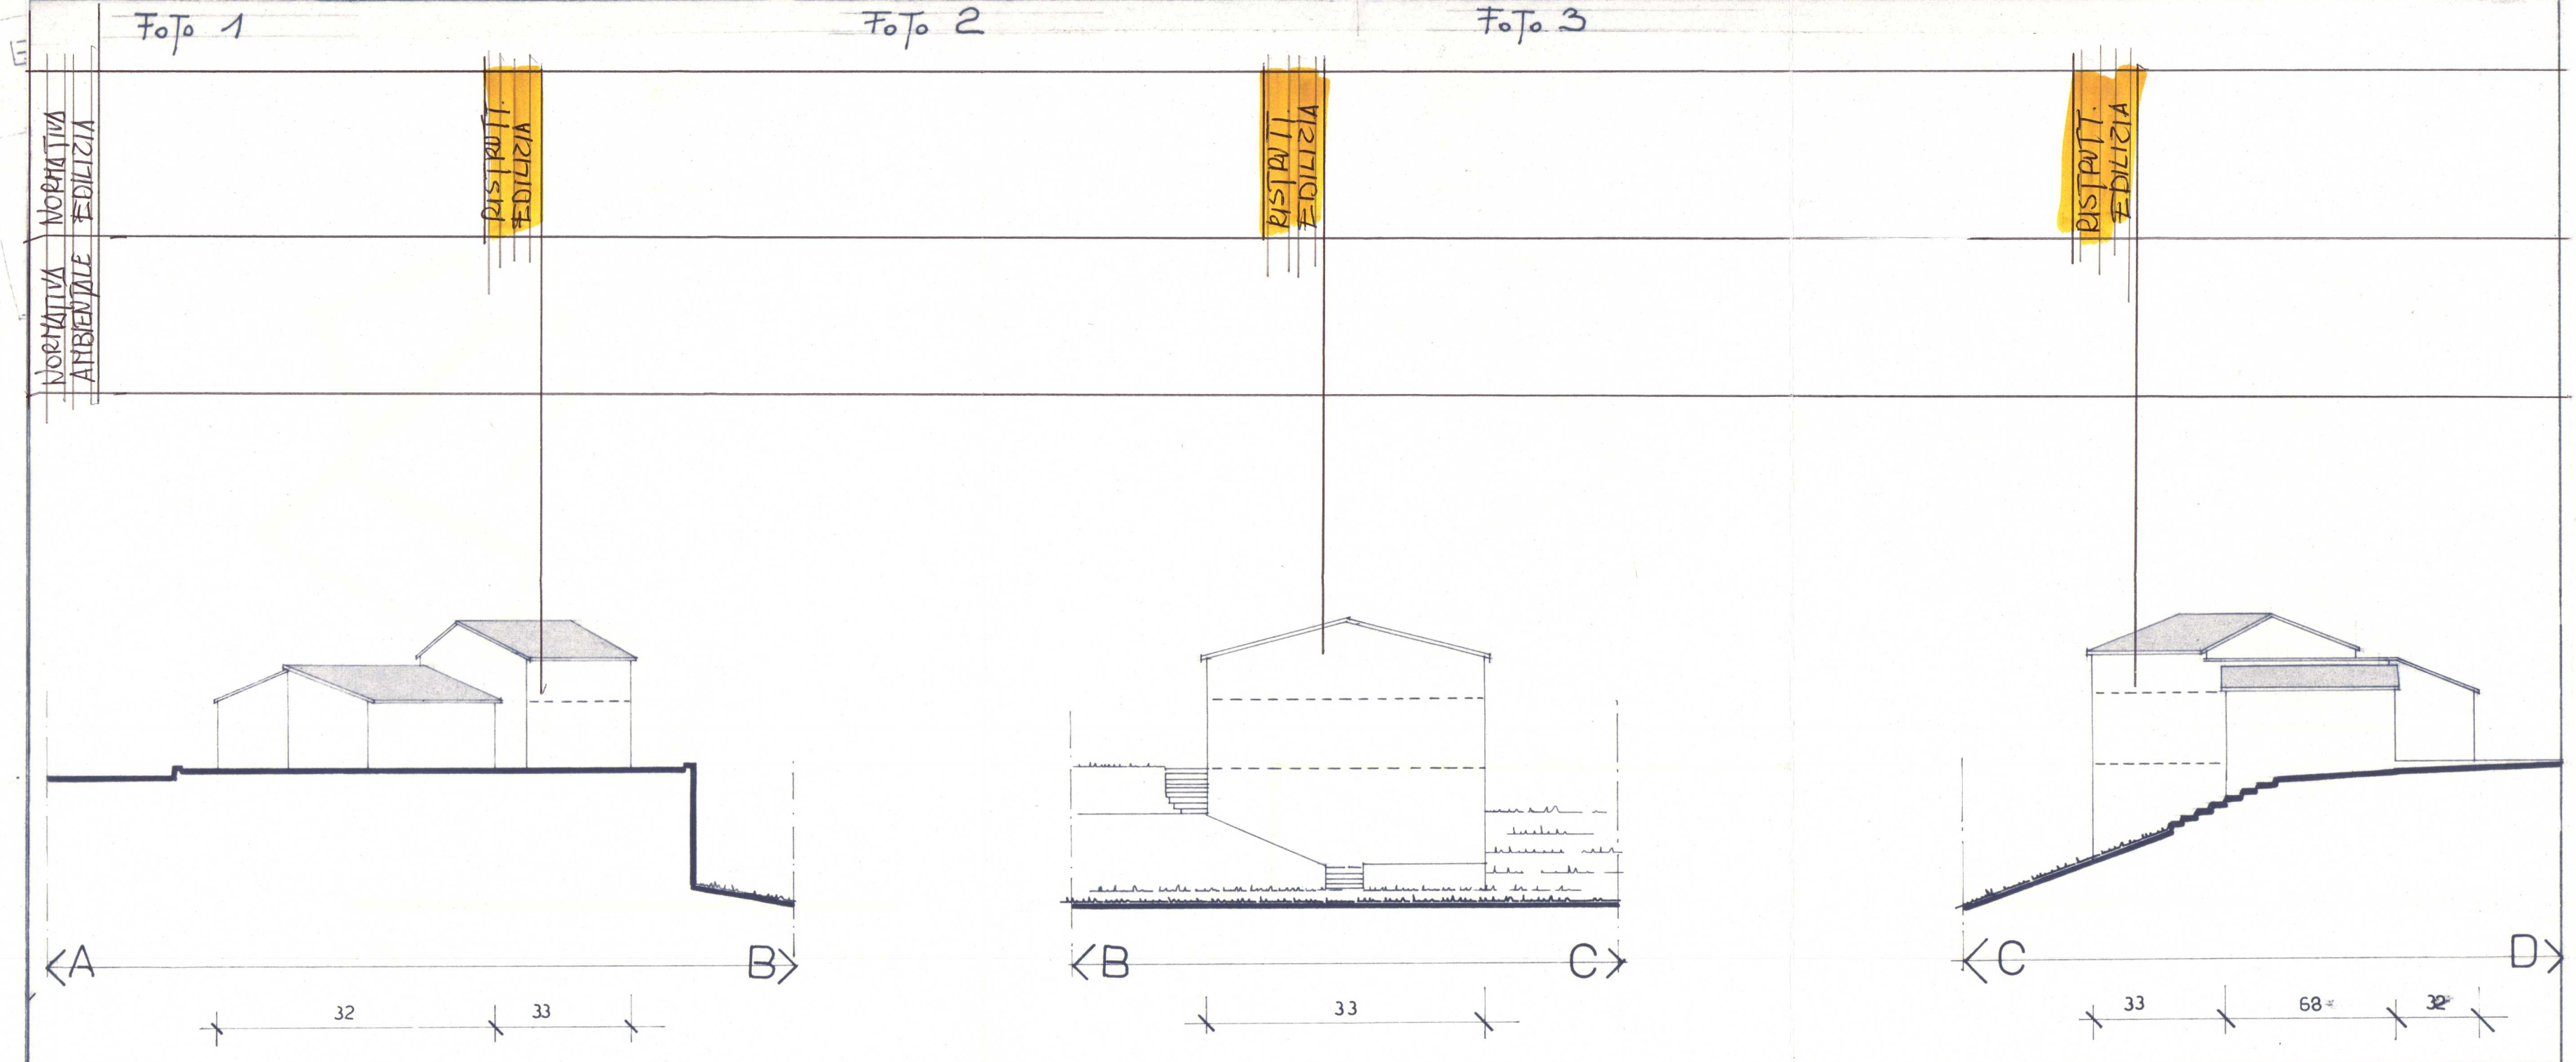 FOTO 1
FOTO 2
FOTO 3
NORMATIVA
EDILIZIA
NORMATIVA
AMBIENTALE
RISTRUTT.
EDILIZIA
RISTRUTT.
EDILIZIA
RISTRUTT.
EDILIZIA
<A B>
<B C>
<C D>
32 33
33
33 68 32